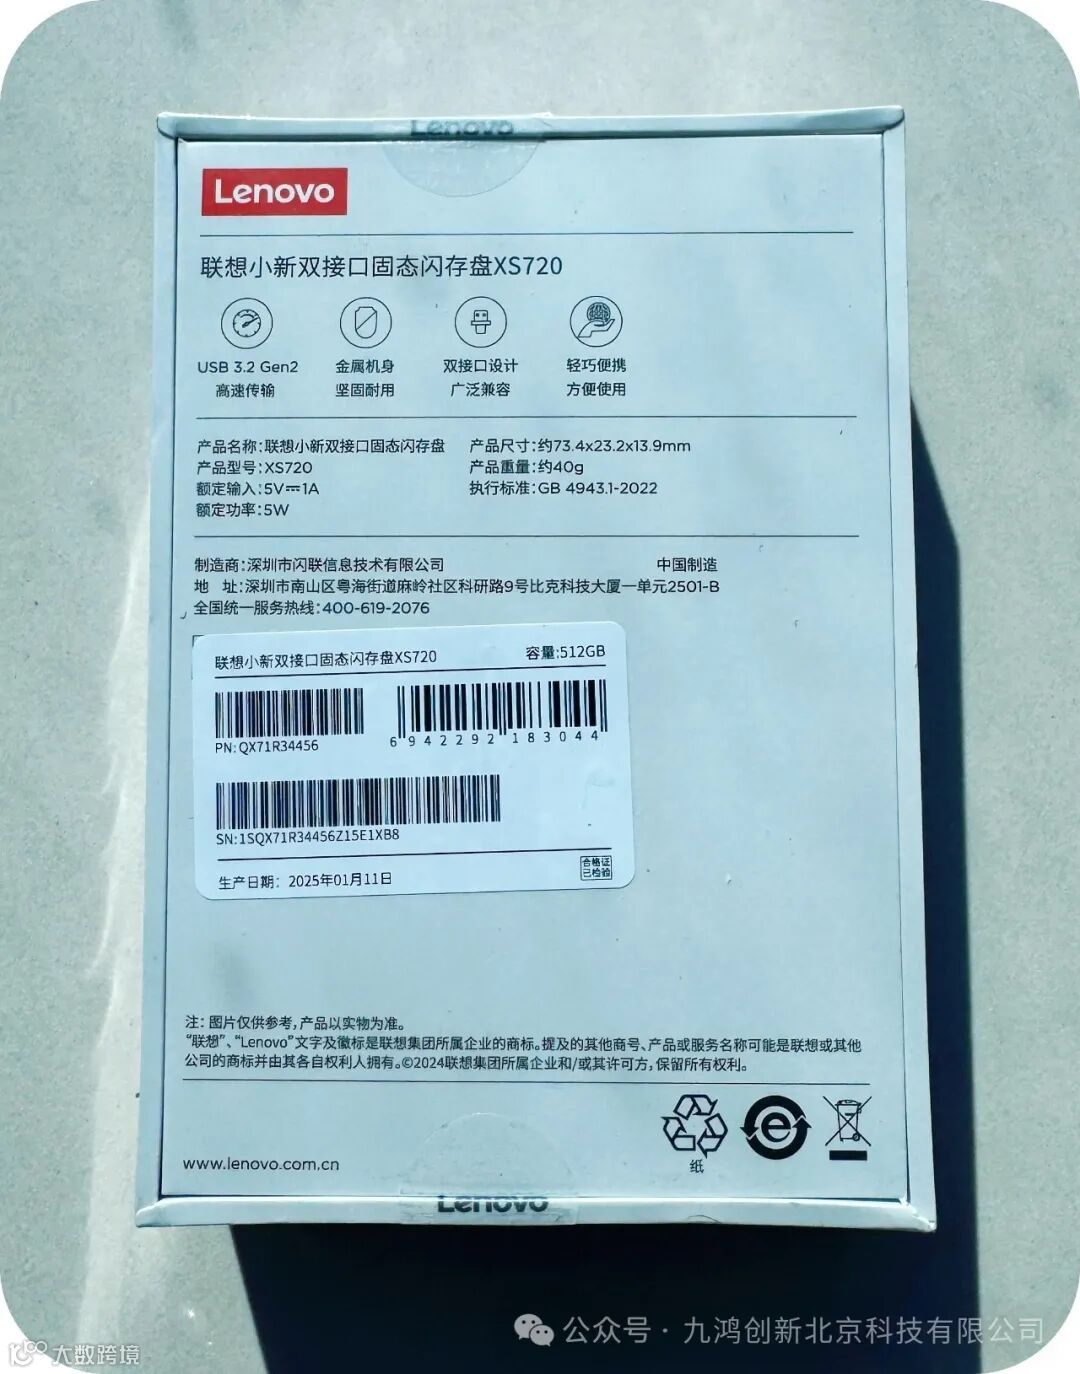 Lenovo
Lenovo
联想小新双接口固态闪存盘XS720
USB 3.2 Gen2
高速传输
金属机身
坚固耐用
双接口设计
广泛兼容
轻巧便携
方便使用
产品名称:联想小新双接口固态闪存盘
产品型号:XS720
额定输入:5V⎓1A
额定功率:5W
产品尺寸:约73.4x23.2x13.9mm
产品重量:约40g
执行标准:GB 4943.1-2022
制造商:深圳市闪联信息技术有限公司 中国制造
地 址:深圳市南山区粤海街道麻岭社区科研路9号比克科技大厦一单元2501-B
全国统一服务热线:400-619-2076
联想小新双接口固态闪存盘XS720 容量:512GB
PN:QX71R34456
6 942292 183044
SN:1SQX71R34456Z15E1XB8
生产日期: 2025年01月11日
合格证
已检验
注: 图片仅供参考,产品以实物为准。
“联想”、“Lenovo”文字及徽标是联想集团所属企业的商标。提及的其他商号、产品或服务名称可能是联想或其他
公司的商标并由其各自权利人拥有。©2024联想集团所属企业和/或其许可方,保留所有权利。
纸
e
www.lenovo.com.cn
Lenovo
公众号 · 九鸿创新北京科技有限公司
大数跨境